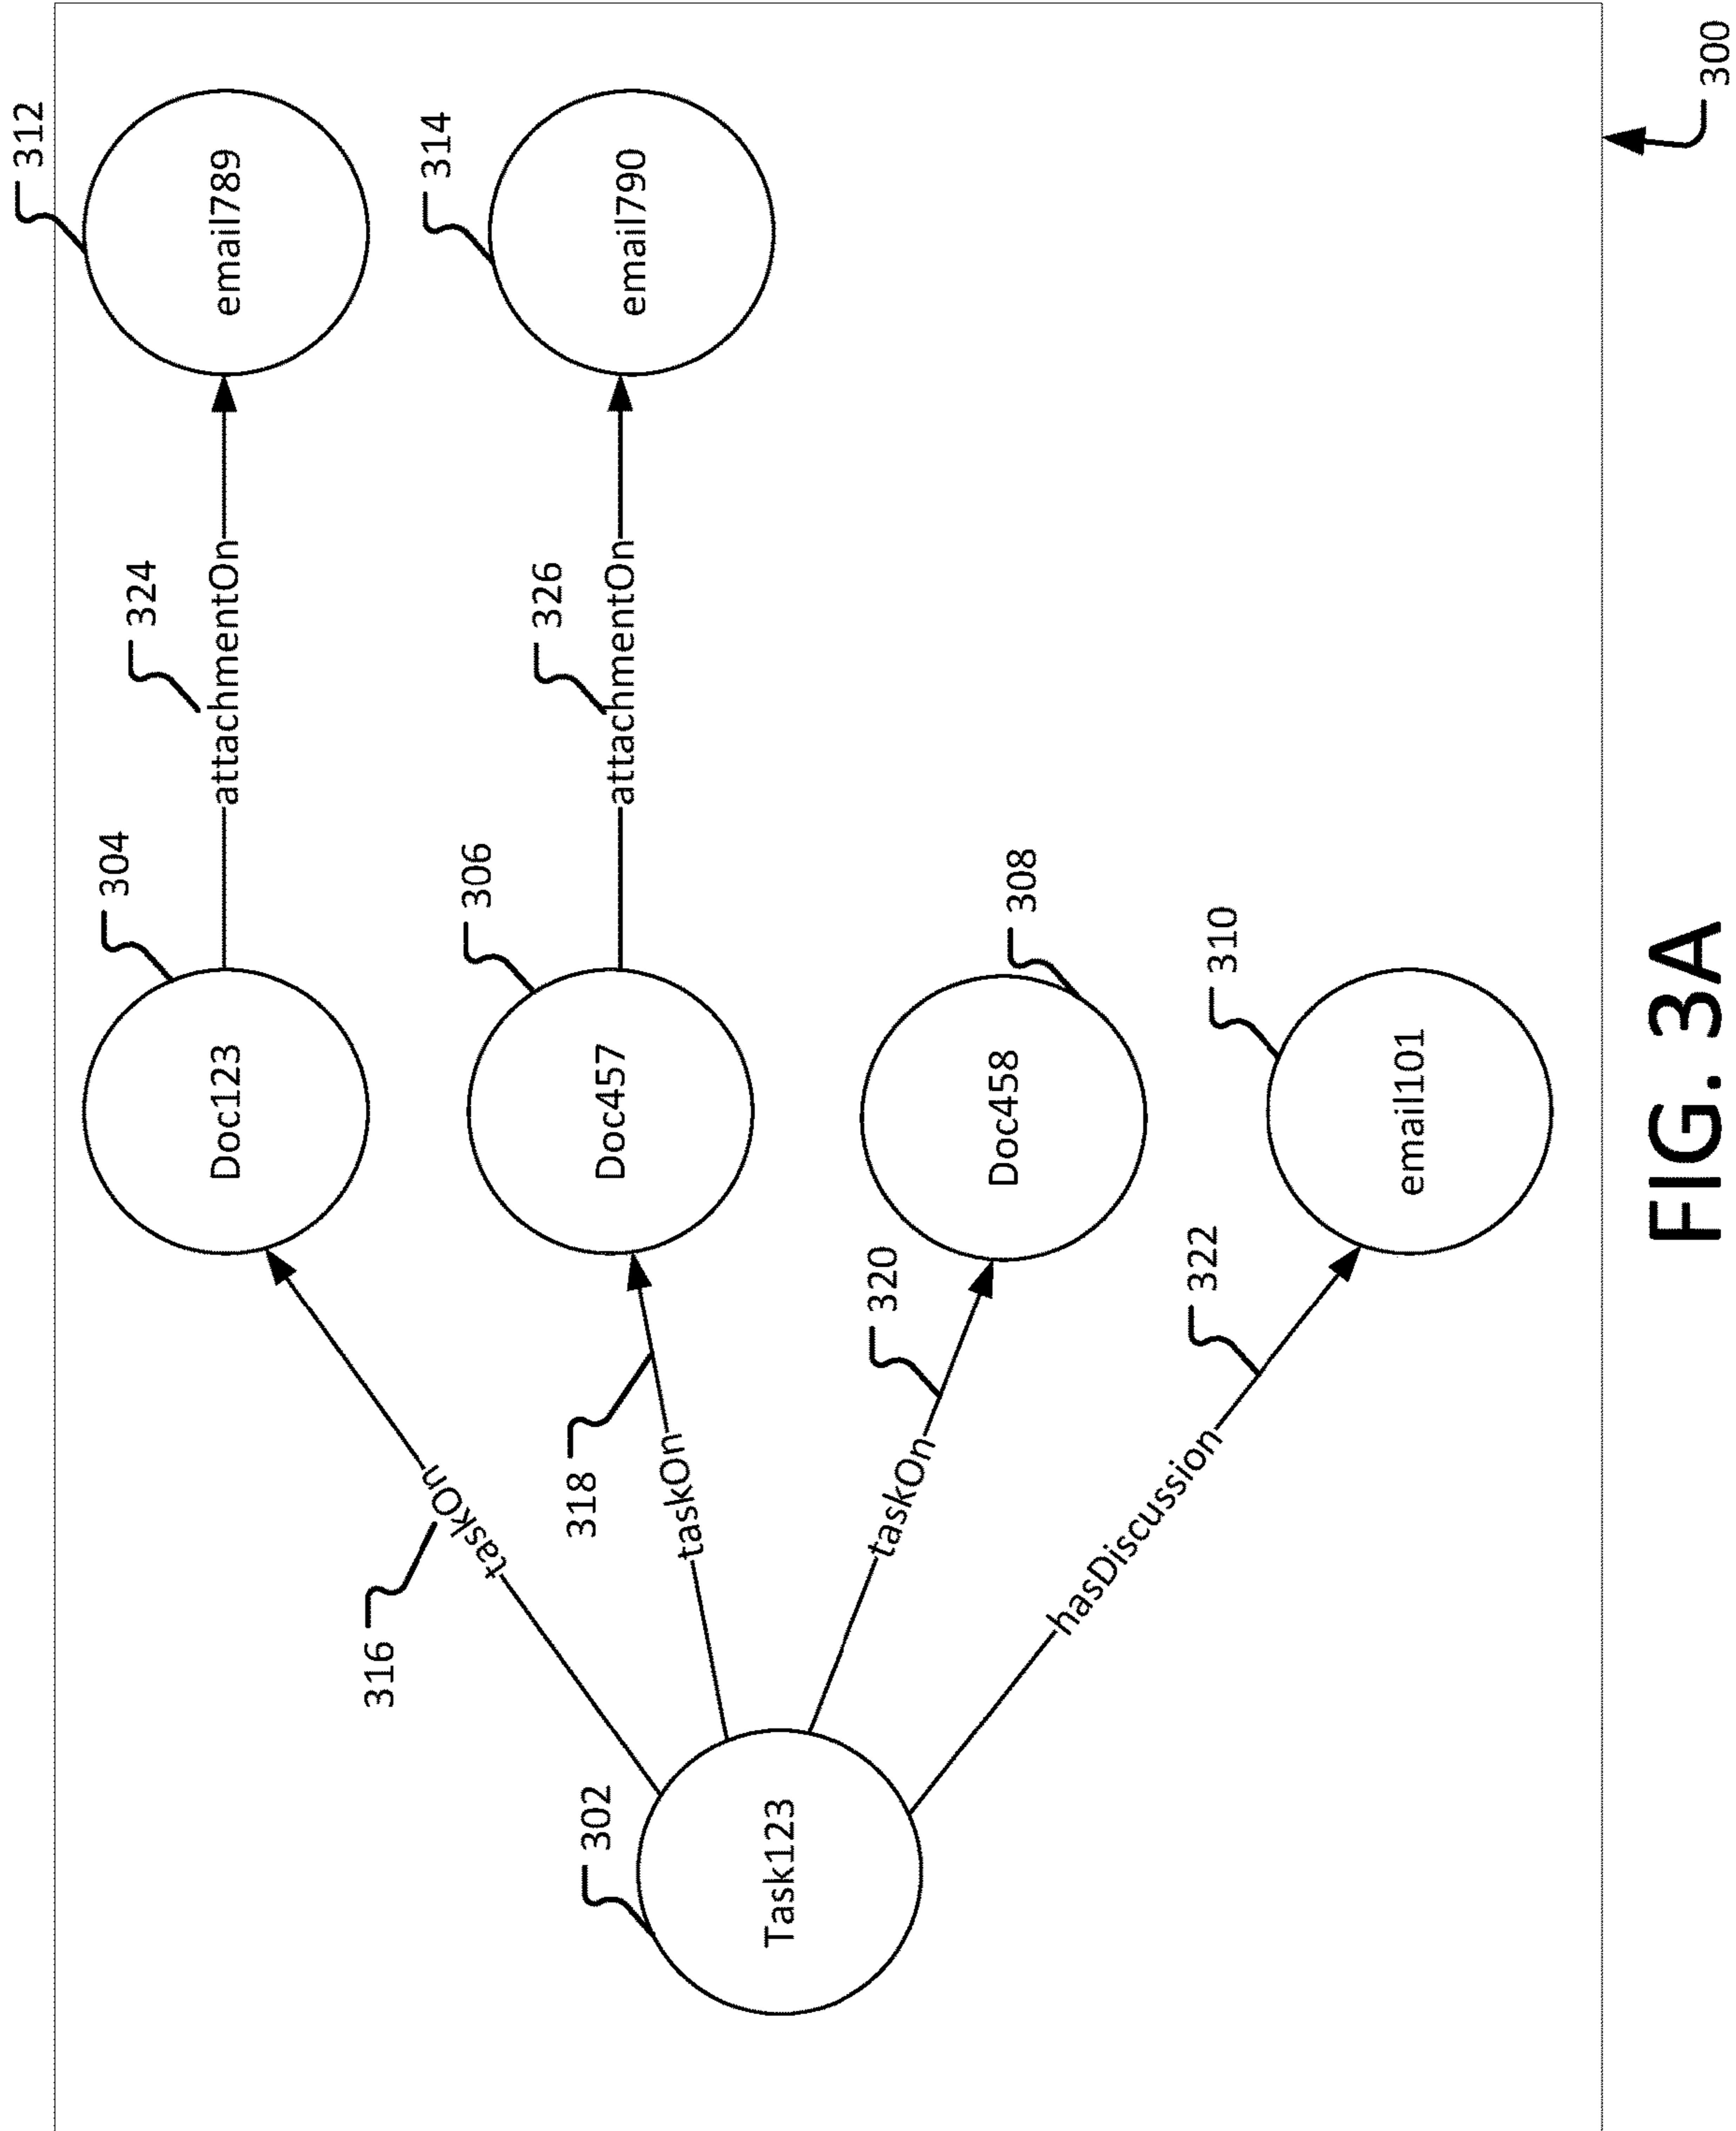 312
email789
324
attachmentOn
304
Doc123
316
taskOn
314
email790
326
attachmentOn
306
Doc457
318
taskOn
302
Task123
308
Doc458
320
taskOn
310
email101
322
hasDiscussion
300
FIG. 3A